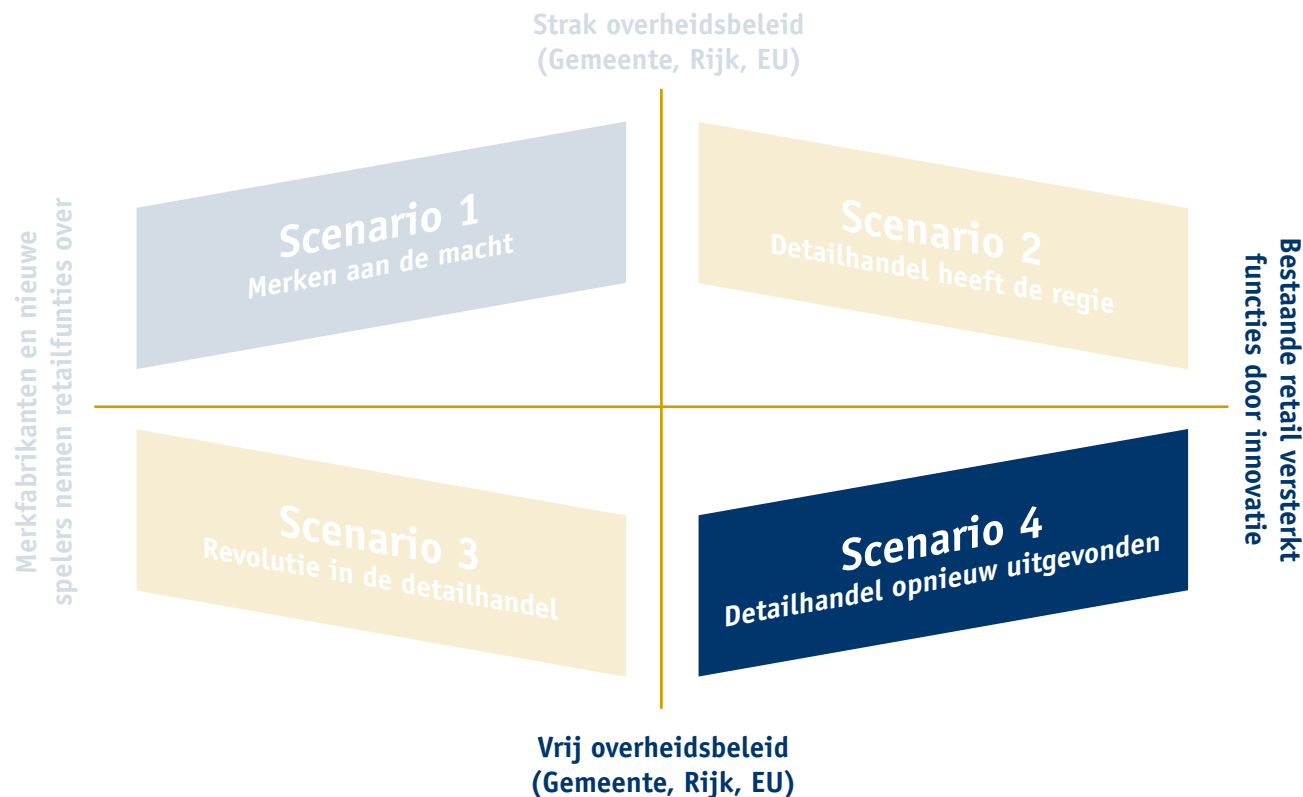 Strak overheidsbeleid
(Gemeente, Rijk, EU)
Merkfabrikanten en nieuwe
spelers nemen retailfunties over
Scenario 1
Merken aan de macht
Scenario 2
Detailhandel heeft de regie
Bestaande retail versterkt
functies door innovatie
Scenario 3
Revolutie in de detailhandel
Scenario 4
Detailhandel opnieuw uitgevonden
Vrij overheidsbeleid
(Gemeente, Rijk, EU)